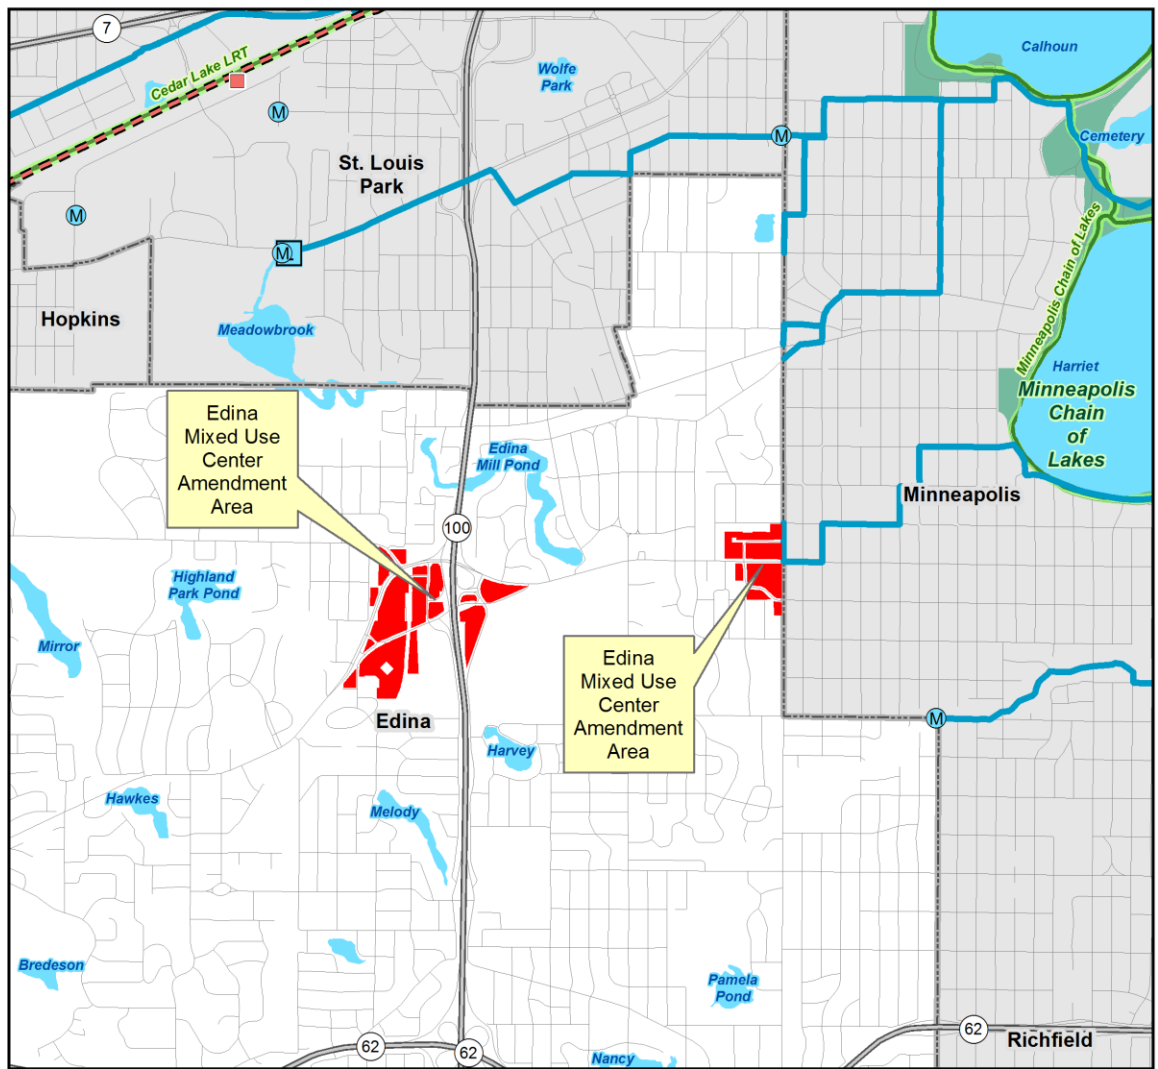 7
Cedar Lake LRT
Wolfe
Park
Calhoun
M
M
Cemetery
St. Louis
Park
M
M
Minneapolis Chain of Lakes
Hopkins
Meadowbrook
Harriet
Minneapolis
Chain
of
Lakes
Edina
Mixed Use
Center
Amendment
Area
Edina
Mill Pond
Minneapolis
100
Highland
Park Pond
Mirror
Edina
Mixed Use
Center
Amendment
Area
Edina
M
Harvey
Hawkes
Melody
Bredeson
Pamela
Pond
62
62
62
Richfield
Nancy